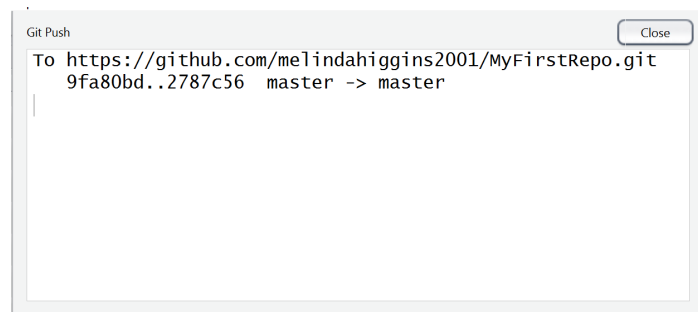 Git Push
Close
To https://github.com/melindahiggins2001/MyFirstRepo.git
9fa80bd..2787c56  master -> master